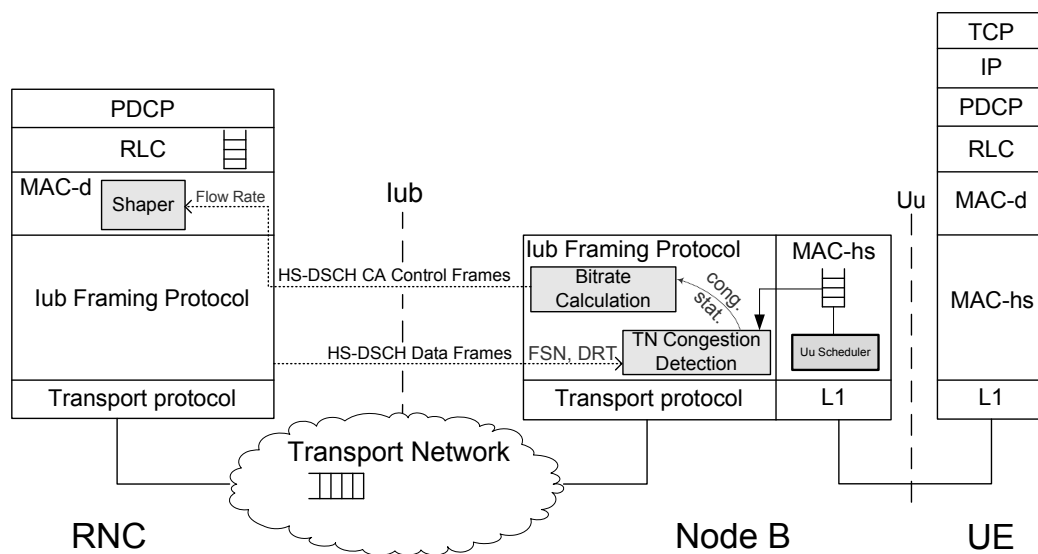 TCP
IP
PDCP
RLC
MAC-d
MAC-hs
L1
PDCP
RLC
MAC-d
Shaper
Flow Rate
Iub Framing Protocol
Transport protocol
Iub
HS-DSCH CA Control Frames
HS-DSCH Data Frames
Transport Network
Iub Framing Protocol
Bitrate
Calculation
cong.
stat.
FSN, DRT
TN Congestion
Detection
Transport protocol
MAC-hs
Uu Scheduler
L1
Uu
RNC
Node B
UE